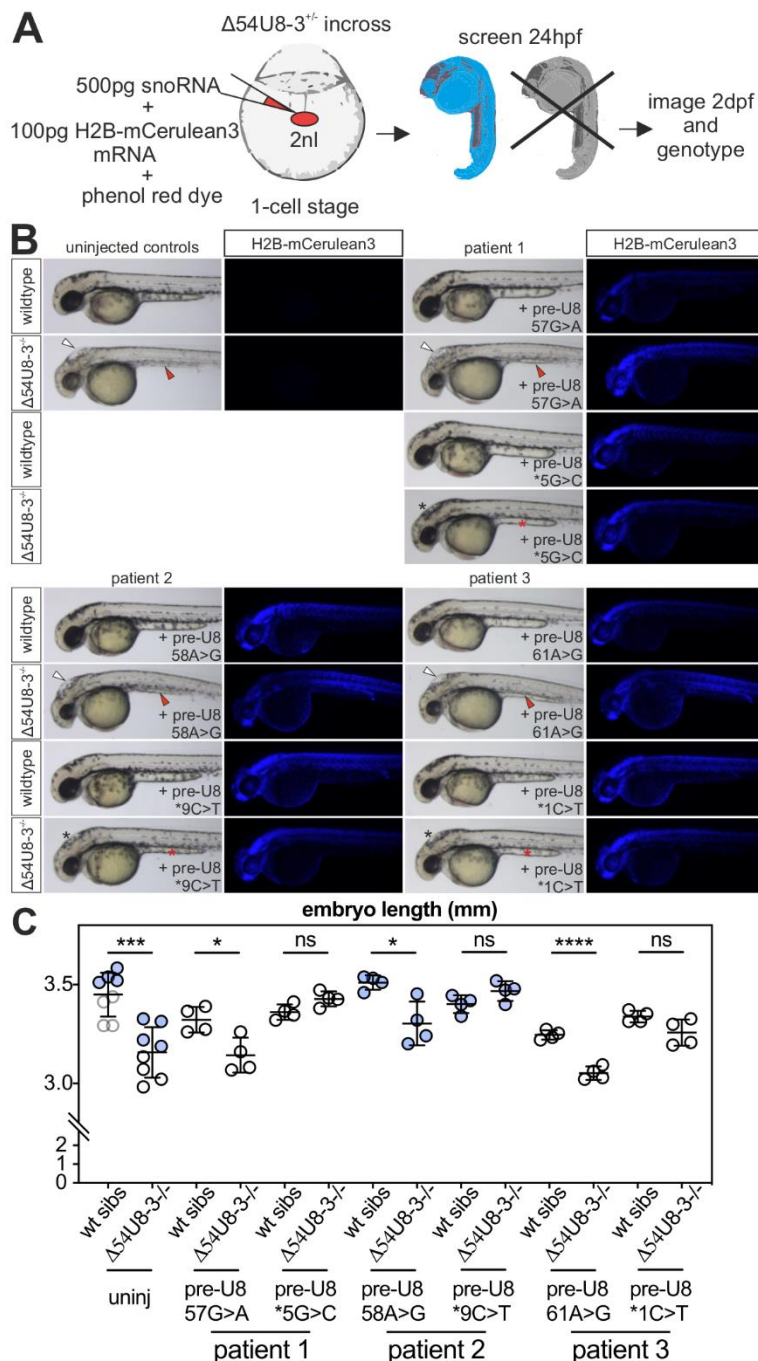 A
Δ54U8-3+/- incross
500pg snoRNA
+
100pg H2B-mCerulean3
mRNA
+
phenol red dye
2nl
1-cell stage
screen 24hpf
image 2dpf
and
genotype
B
uninjected controls
H2B-mCerulean3
patient 1
H2B-mCerulean3
wildtype
+ pre-U8
57G>A
Δ54U8-3-/-
+ pre-U8
57G>A
wildtype
+ pre-U8
*5G>C
Δ54U8-3-/-
*
*
+ pre-U8
*5G>C
patient 2
patient 3
wildtype
+ pre-U8
58A>G
+ pre-U8
61A>G
Δ54U8-3-/-
+ pre-U8
58A>G
+ pre-U8
61A>G
wildtype
+ pre-U8
*9C>T
+ pre-U8
*1C>T
Δ54U8-3-/-
*
*
+ pre-U8
*9C>T
*
*
+ pre-U8
*1C>T
C
embryo length (mm)
*** * ns * ns **** ns
3.5
3.0
2
0
wt sibs Δ54U8-3-/- wt sibs Δ54U8-3-/- wt sibs Δ54U8-3-/- wt sibs Δ54U8-3-/- wt sibs Δ54U8-3-/- wt sibs Δ54U8-3-/- wt sibs Δ54U8-3-/-
uninj
pre-U8
57G>A
pre-U8
*5G>C
pre-U8
58A>G
pre-U8
*9C>T
pre-U8
61A>G
pre-U8
*1C>T
patient 1 patient 2 patient 3